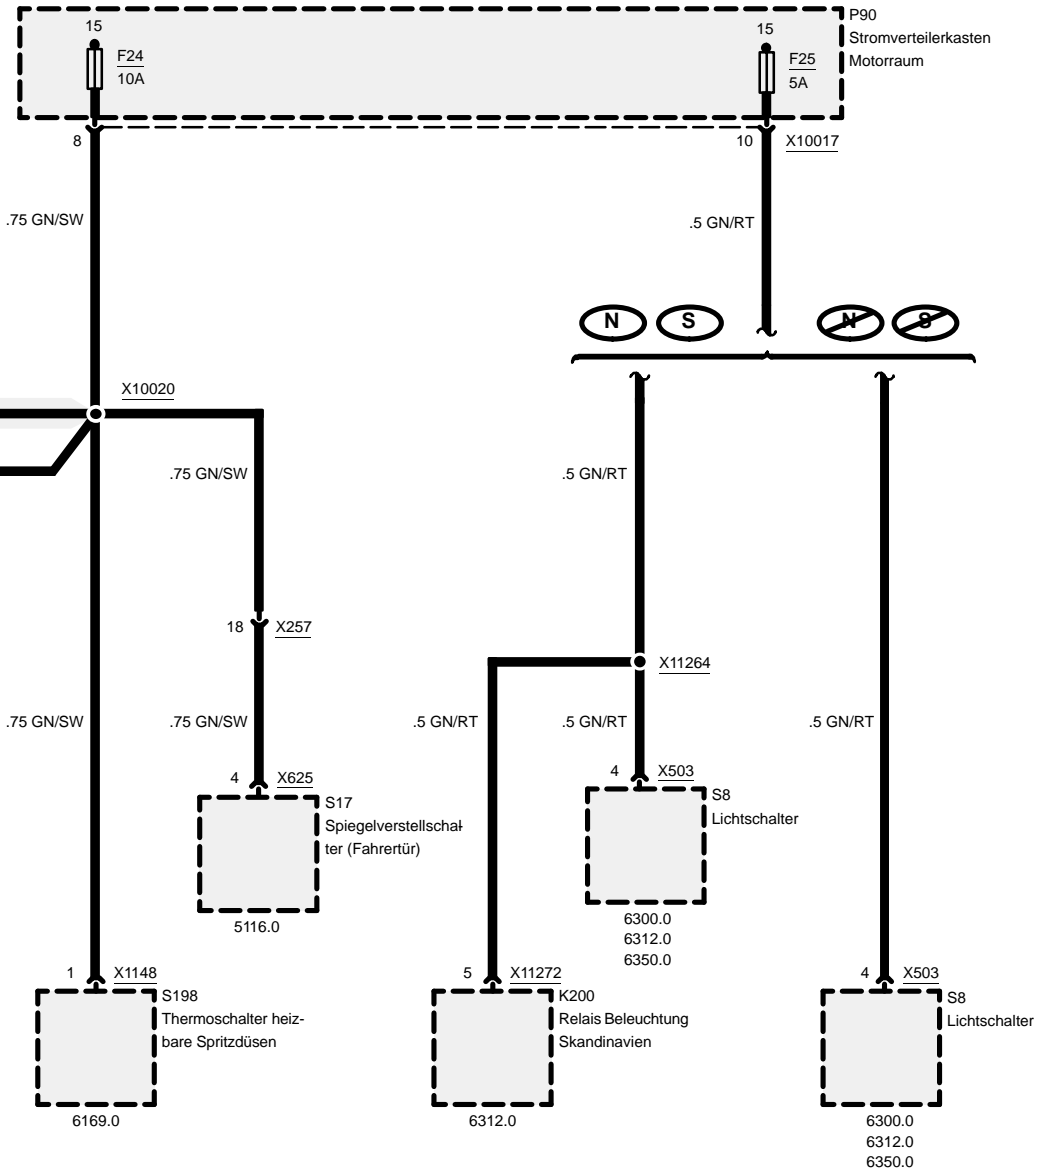 P90
Stromverteilerkasten
Motorraum
15
F24
10A
15
F25
5A
8
10
X10017
.75 GN/SW
.5 GN/RT
N
S
N
S
X10020
.75 GN/SW
.5 GN/RT
18
X257
X11264
.75 GN/SW
.75 GN/SW
.5 GN/RT
.5 GN/RT
.5 GN/RT
4
X625
4
X503
S17
Spiegelverstellschal-
ter (Fahrertür)
5116.0
S8
Lichtschalter
6300.0
6312.0
6350.0
1
X1148
5
X11272
4
X503
S198
Thermoschalter heiz-
bare Spritzdüsen
6169.0
K200
Relais Beleuchtung
Skandinavien
6312.0
S8
Lichtschalter
6300.0
6312.0
6350.0